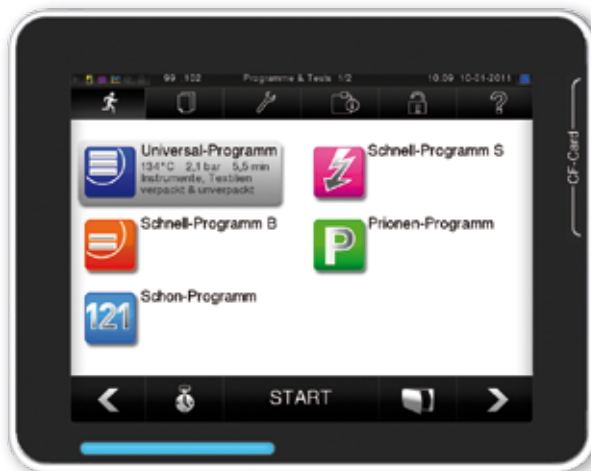 99 102 Programme & Tests 1/2 10:09 10-01-2011
?
Universal-Programm
134°C 2,1 bar 5,5 min
Instrumente, Textilien
verpackt & unverpackt
Schnell-Programm S
Schnell-Programm B
P
Prionen-Programm
121
Schon-Programm
START
CF-Card